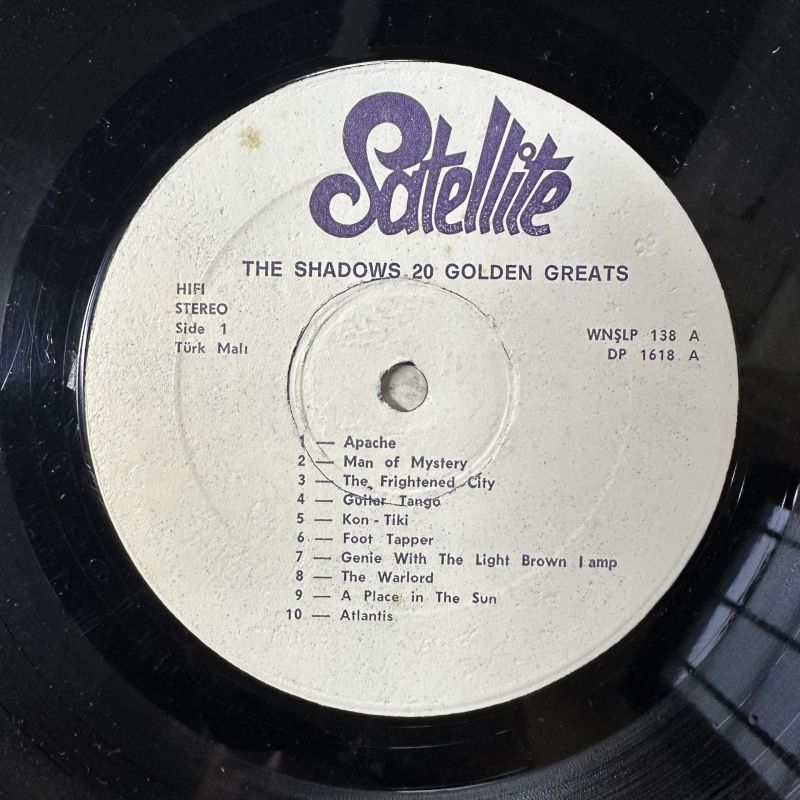 Satellite
THE SHADOWS 20 GOLDEN GREATS
HIFI
STEREO
Side 1
Türk Malı
WNŞLP 138 A
DP 1618 A
1 — Apache
2 — Man of Mystery
3 — The Frightened City
4 — Guitar Tango
5 — Kon - Tiki
6 — Foot Tapper
7 — Genie With The Light Brown Lamp
8 — The Warlord
9 — A Place in The Sun
10 — Atlantis